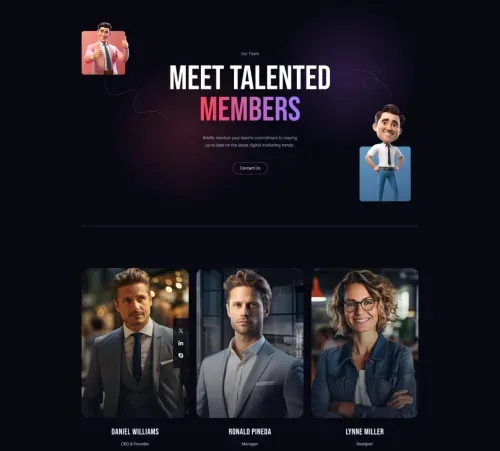 Our Team
MEET TALENTED
MEMBERS
Briefly mention your team's commitment to staying
up-to-date on the latest digital marketing trends.
Contact Us
DANIEL WILLIAMS
RONALD PINEDA
LYNNE MILLER
CEO & Founder
Manager
Designer